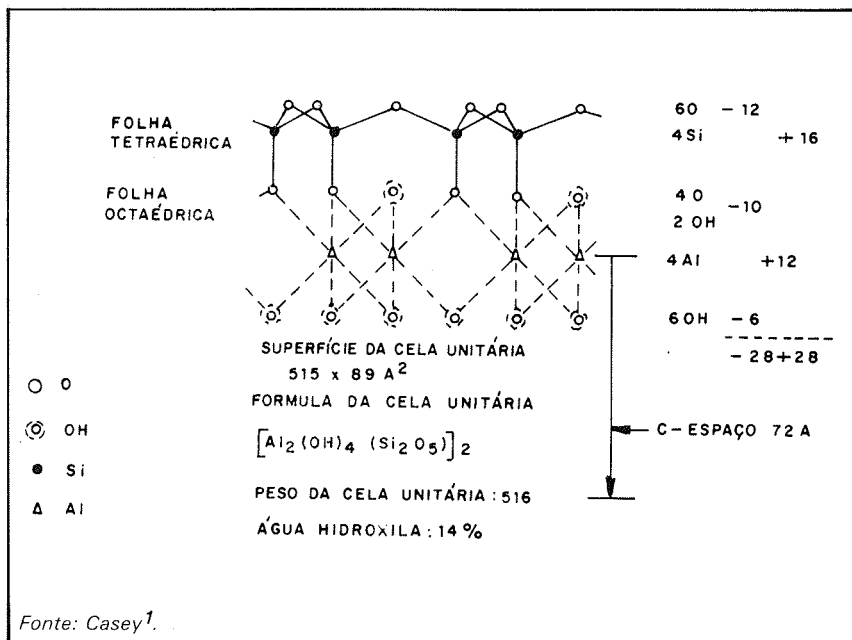 FOLHA
TETRAÉDRICA
6O -12
4Si +16
FOLHA
OCTAÉDRICA
4O
2OH -10
4Al +12
6OH -6
-28+28
SUPERFÍCIE DA CELA UNITÁRIA
515 x 89 A²
FORMULA DA CELA UNITÁRIA
[Al₂(OH)₄ (Si₂O₅)]₂
C-ESPAÇO 72A
PESO DA CELA UNITÁRIA: 516
ÁGUA HIDROXILA: 14%
O
OH
Si
Al
Fonte: Casey¹.